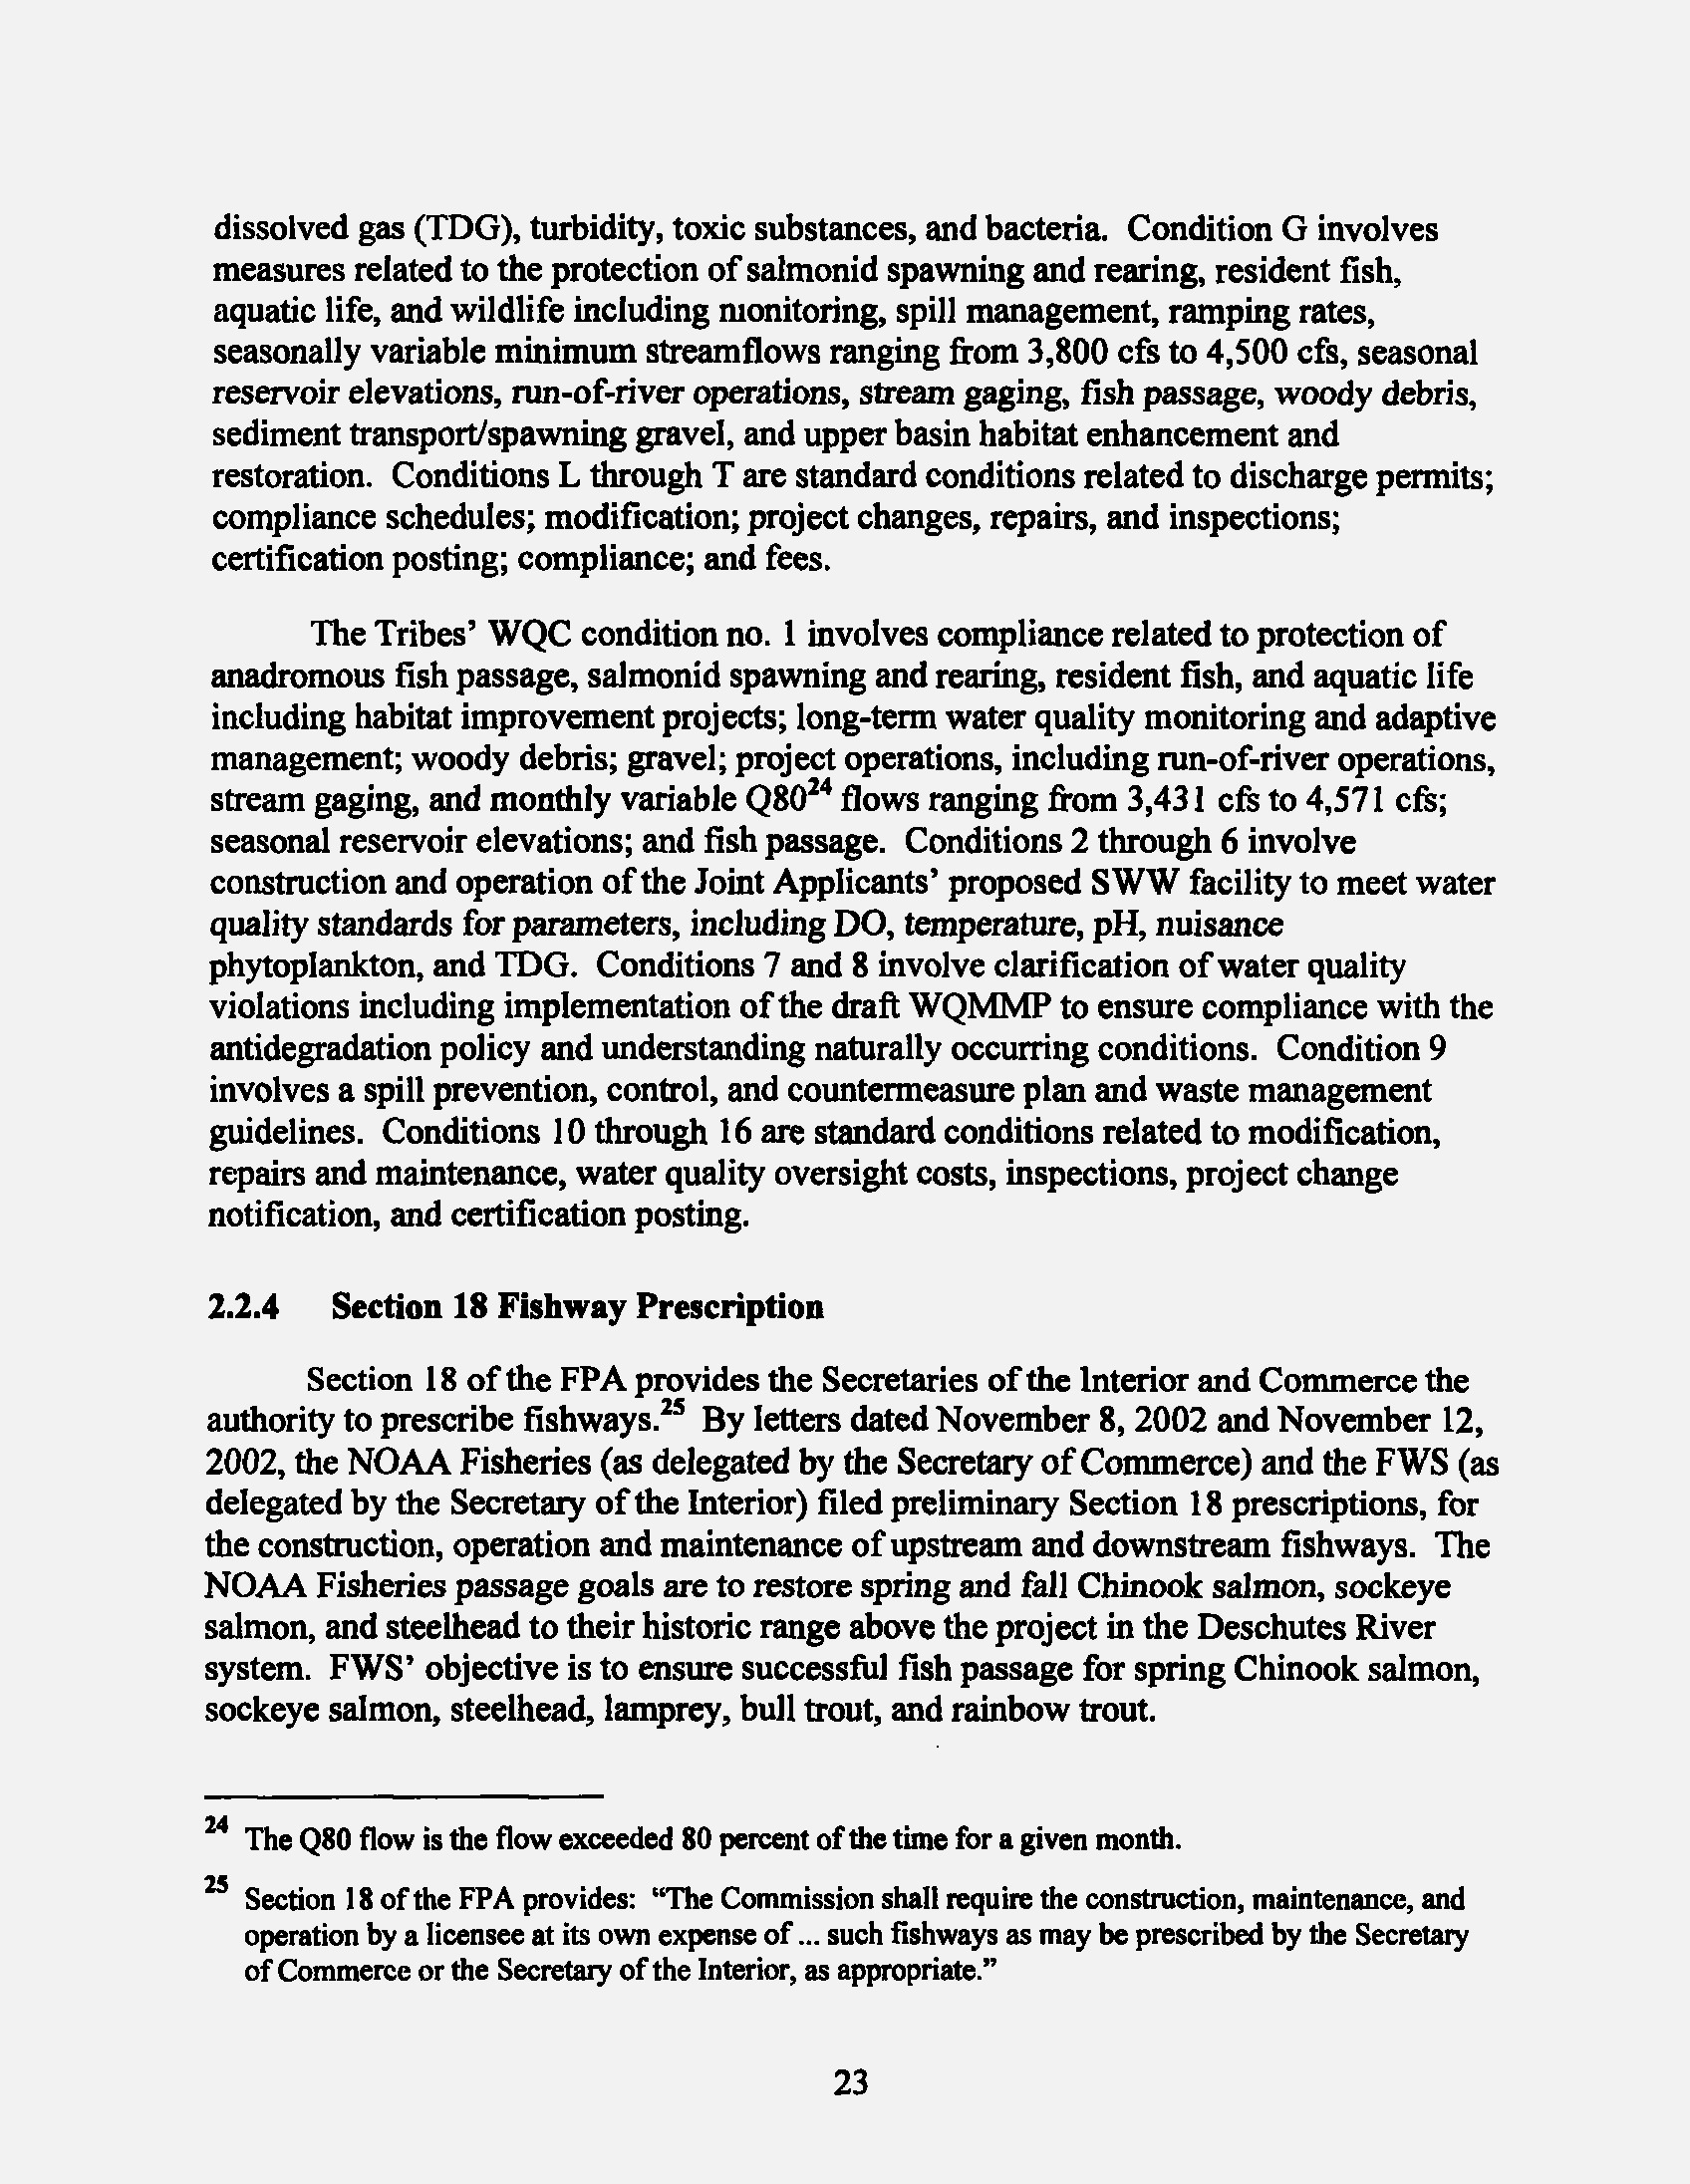 dissolved gas (TDG), turbidity, toxic substances, and bacteria. Condition G involves
measures related to the protection of salmonid spawning and rearing, resident fish,
aquatic life, and wildlife including monitoring, spill management, ramping rates,
seasonally variable minimum streamflows ranging from 3,800 cfs to 4,500 cfs, seasonal
reservoir elevations, run-of-river operations, stream gaging, fish passage, woody debris,
sediment transport/spawning gravel, and upper basin habitat enhancement and
restoration. Conditions L through T are standard conditions related to discharge permits;
compliance schedules; modification; project changes, repairs, and inspections;
certification posting; compliance; and fees.
The Tribes' WQC condition no. 1 involves compliance related to protection of
anadromous fish passage, salmonid spawning and rearing, resident fish, and aquatic life
including habitat improvement projects; long-term water quality monitoring and adaptive
management; woody debris; gravel; project operations, including run-of-river operations,
stream gaging, and monthly variable Q80²⁴ flows ranging from 3,431 cfs to 4,571 cfs;
seasonal reservoir elevations; and fish passage. Conditions 2 through 6 involve
construction and operation of the Joint Applicants' proposed SWW facility to meet water
quality standards for parameters, including DO, temperature, pH, nuisance
phytoplankton, and TDG. Conditions 7 and 8 involve clarification of water quality
violations including implementation of the draft WQMMP to ensure compliance with the
antidegradation policy and understanding naturally occurring conditions. Condition 9
involves a spill prevention, control, and countermeasure plan and waste management
guidelines. Conditions 10 through 16 are standard conditions related to modification,
repairs and maintenance, water quality oversight costs, inspections, project change
notification, and certification posting.
2.2.4 Section 18 Fishway Prescription
Section 18 of the FPA provides the Secretaries of the Interior and Commerce the
authority to prescribe fishways.²⁵ By letters dated November 8, 2002 and November 12,
2002, the NOAA Fisheries (as delegated by the Secretary of Commerce) and the FWS (as
delegated by the Secretary of the Interior) filed preliminary Section 18 prescriptions, for
the construction, operation and maintenance of upstream and downstream fishways. The
NOAA Fisheries passage goals are to restore spring and fall Chinook salmon, sockeye
salmon, and steelhead to their historic range above the project in the Deschutes River
system. FWS' objective is to ensure successful fish passage for spring Chinook salmon,
sockeye salmon, steelhead, lamprey, bull trout, and rainbow trout.
²⁴ The Q80 flow is the flow exceeded 80 percent of the time for a given month.
²⁵ Section 18 of the FPA provides: "The Commission shall require the construction, maintenance, and
operation by a licensee at its own expense of ... such fishways as may be prescribed by the Secretary
of Commerce or the Secretary of the Interior, as appropriate."
23